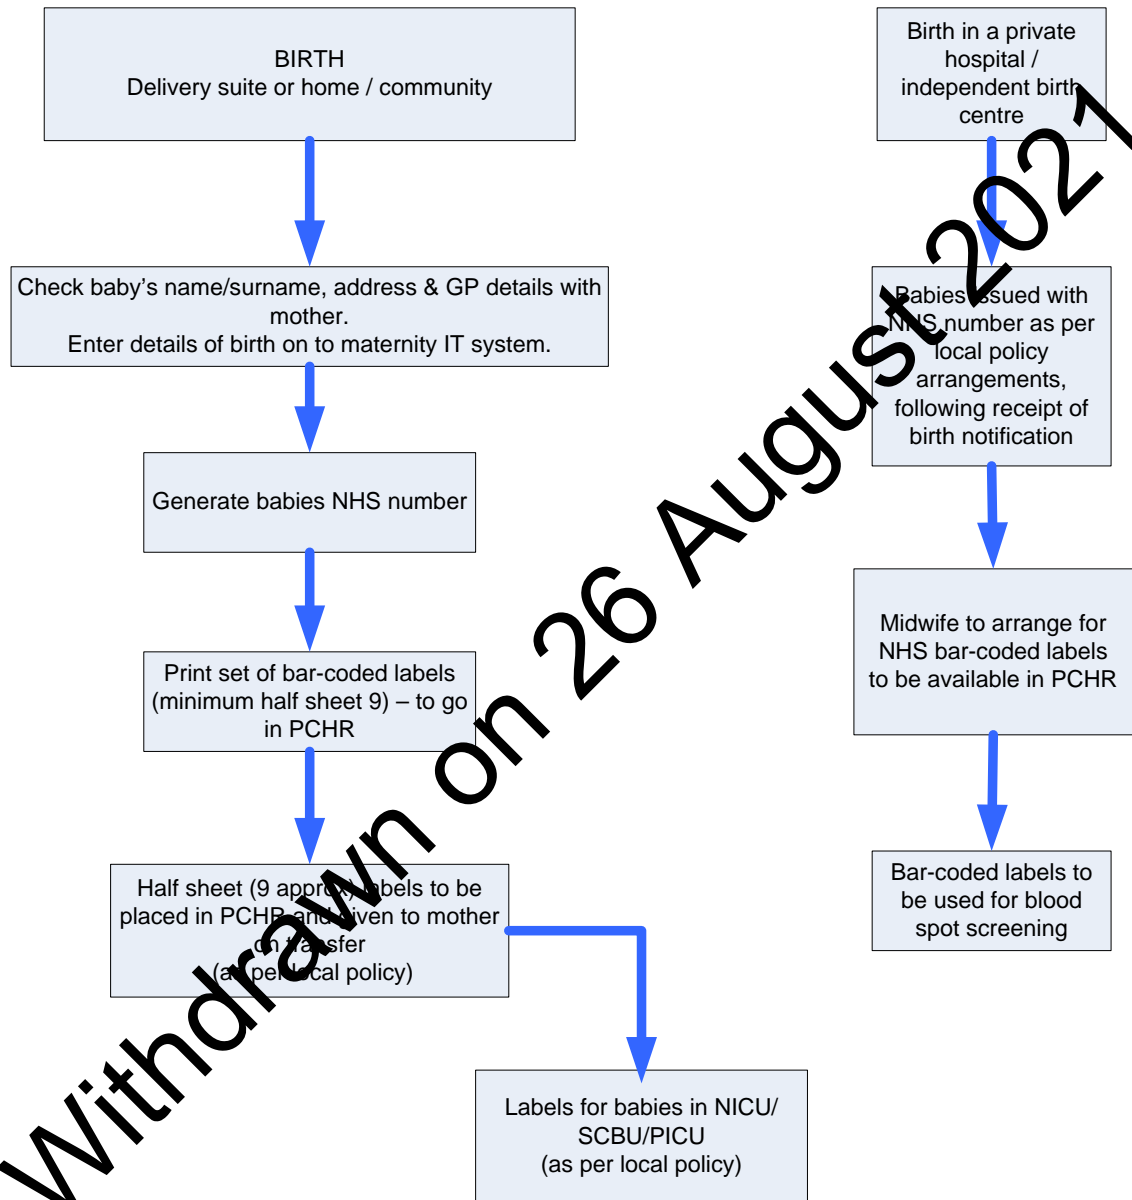 BIRTH
Delivery suite or home / community
Check baby’s name/surname, address & GP details with
mother.
Enter details of birth on to maternity IT system.
Generate babies NHS number
Print set of bar-coded labels
(minimum half sheet 9) – to go
in PCHR
Half sheet (9 approx) labels to be
placed in PCHR and given to mother
on transfer
(as per local policy)
Labels for babies in NICU/
SCBU/PICU
(as per local policy)
Birth in a private
hospital /
independent birth
centre
Babies issued with
NHS number as per
local policy
arrangements,
following receipt of
birth notification
Midwife to arrange for
NHS bar-coded labels
to be available in PCHR
Bar-coded labels to
be used for blood
spot screening
Withdrawn on 26 August 2021